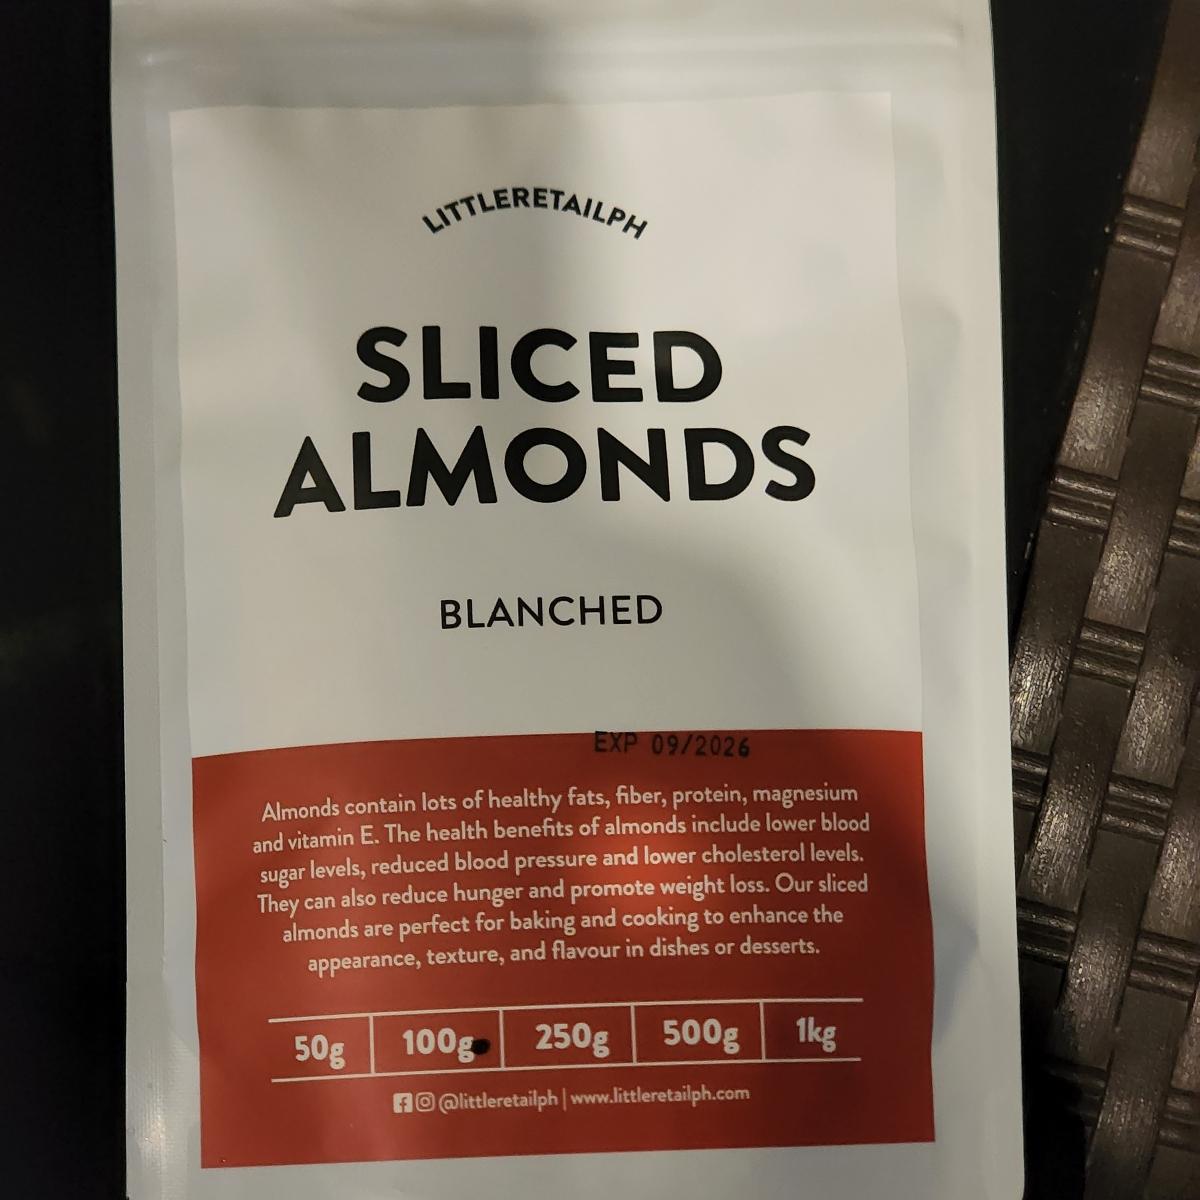 LITTLERETAILPH
SLICED
ALMONDS
BLANCHED
EXP 09/2026
Almonds contain lots of healthy fats, fiber, protein, magnesium
and vitamin E. The health benefits of almonds include lower blood
sugar levels, reduced blood pressure and lower cholesterol levels.
They can also reduce hunger and promote weight loss. Our sliced
almonds are perfect for baking and cooking to enhance the
appearance, texture, and flavour in dishes or desserts.
50g 100g 250g 500g 1kg
@littleretailph | www.littleretailph.com